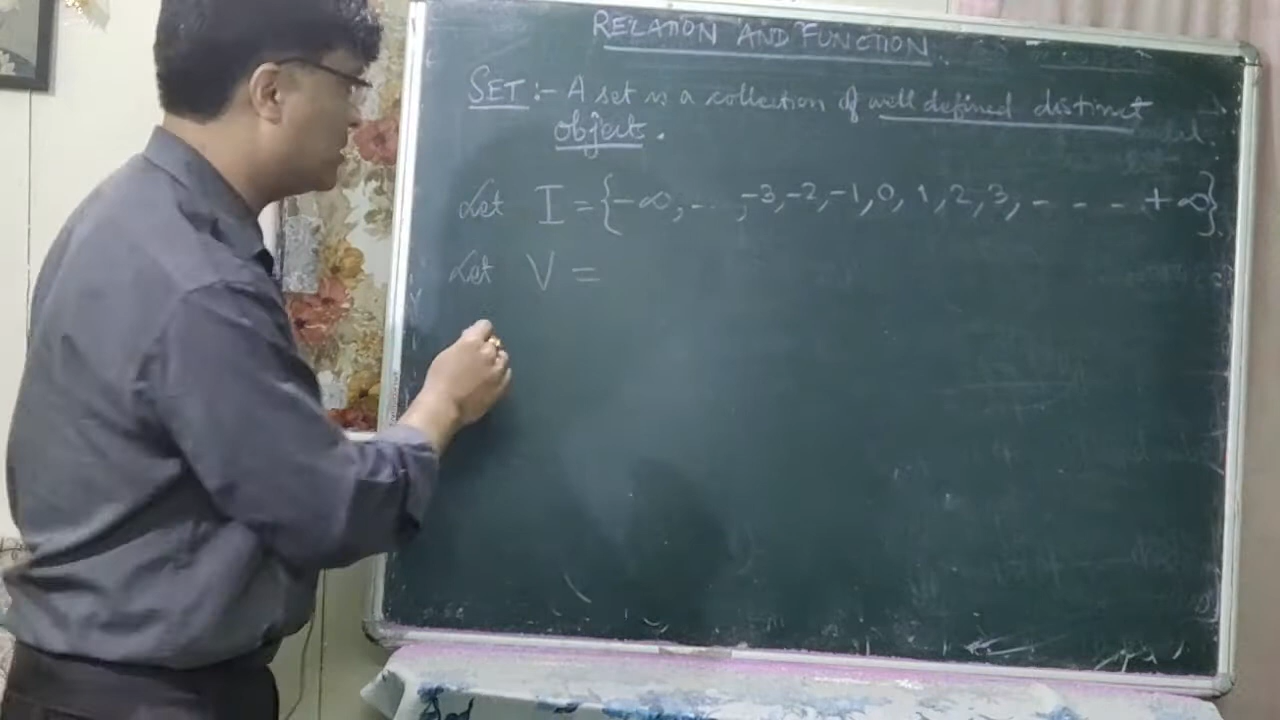 RELATION AND FUNCTION
SET :- A set is a collection of well defined distinct
object .
Let I = {-∞, .. , -3, -2, -1, 0, 1, 2, 3, - - - - + ∞}.
Let V =